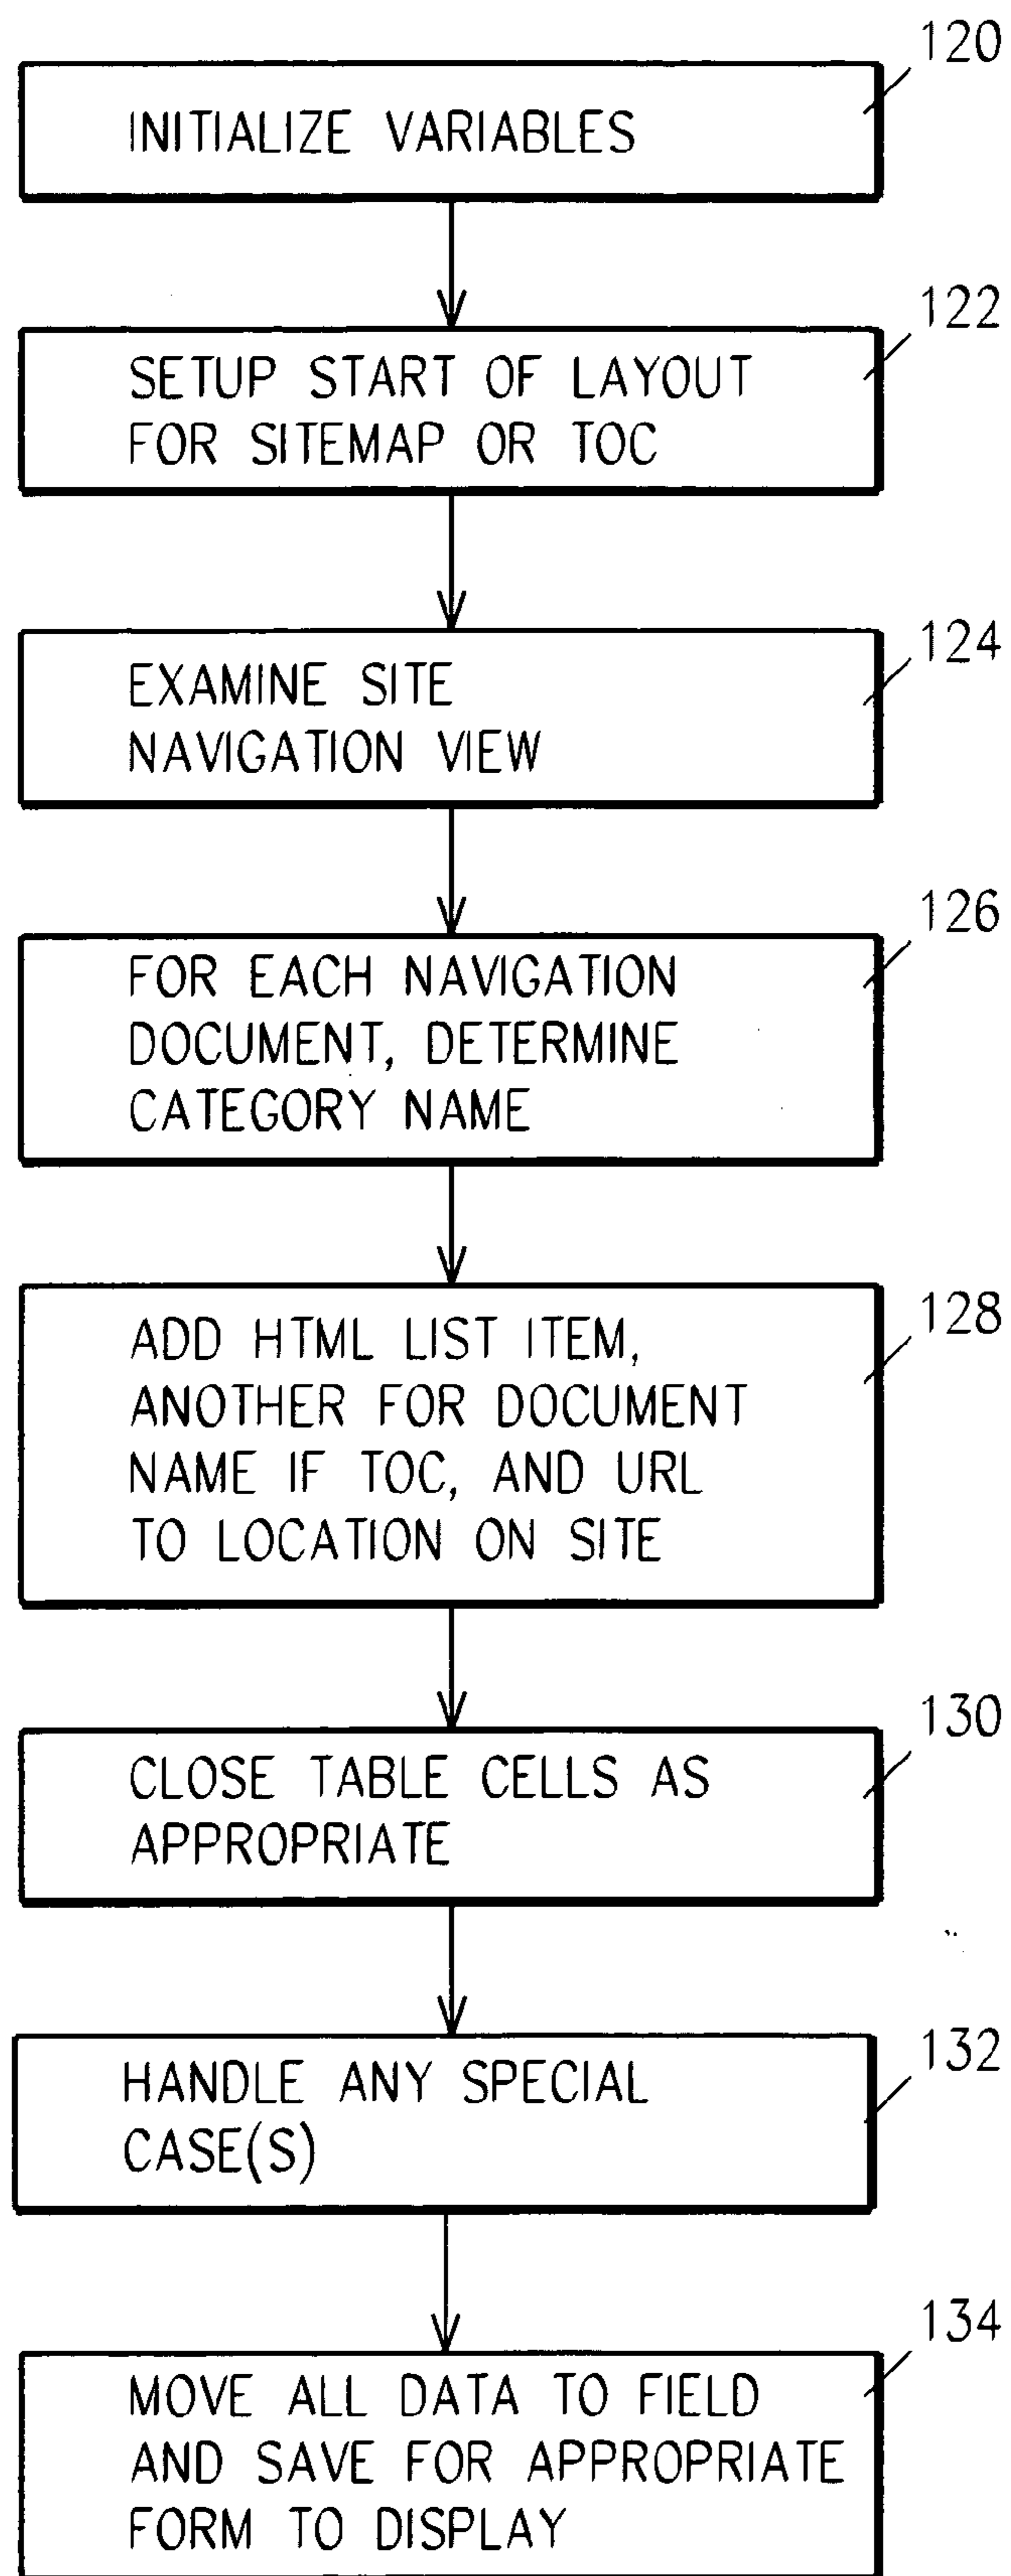 120
INITIALIZE VARIABLES
122
SETUP START OF LAYOUT
FOR SITEMAP OR TOC
124
EXAMINE SITE
NAVIGATION VIEW
126
FOR EACH NAVIGATION
DOCUMENT, DETERMINE
CATEGORY NAME
128
ADD HTML LIST ITEM,
ANOTHER FOR DOCUMENT
NAME IF TOC, AND URL
TO LOCATION ON SITE
130
CLOSE TABLE CELLS AS
APPROPRIATE
132
HANDLE ANY SPECIAL
CASE(S)
134
MOVE ALL DATA TO FIELD
AND SAVE FOR APPROPRIATE
FORM TO DISPLAY